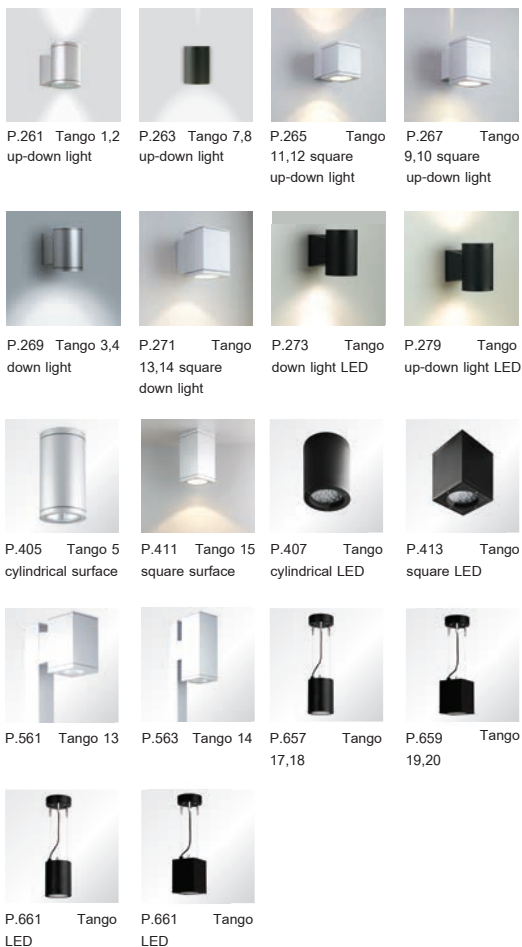 P.261 Tango 1,2
up-down light
P.263 Tango 7,8
up-down light
P.265 Tango
11,12 square
up-down light
P.267 Tango
9,10 square
up-down light
P.269 Tango 3,4
down light
P.271 Tango
13,14 square
down light
P.273 Tango
down light LED
P.279 Tango
up-down light LED
P.405 Tango 5
cylindrical surface
P.411 Tango 15
square surface
P.407 Tango
cylindrical LED
P.413 Tango
square LED
P.561 Tango 13
P.563 Tango 14
P.657 Tango
17,18
P.659 Tango
19,20
P.661 Tango
LED
P.661 Tango
LED